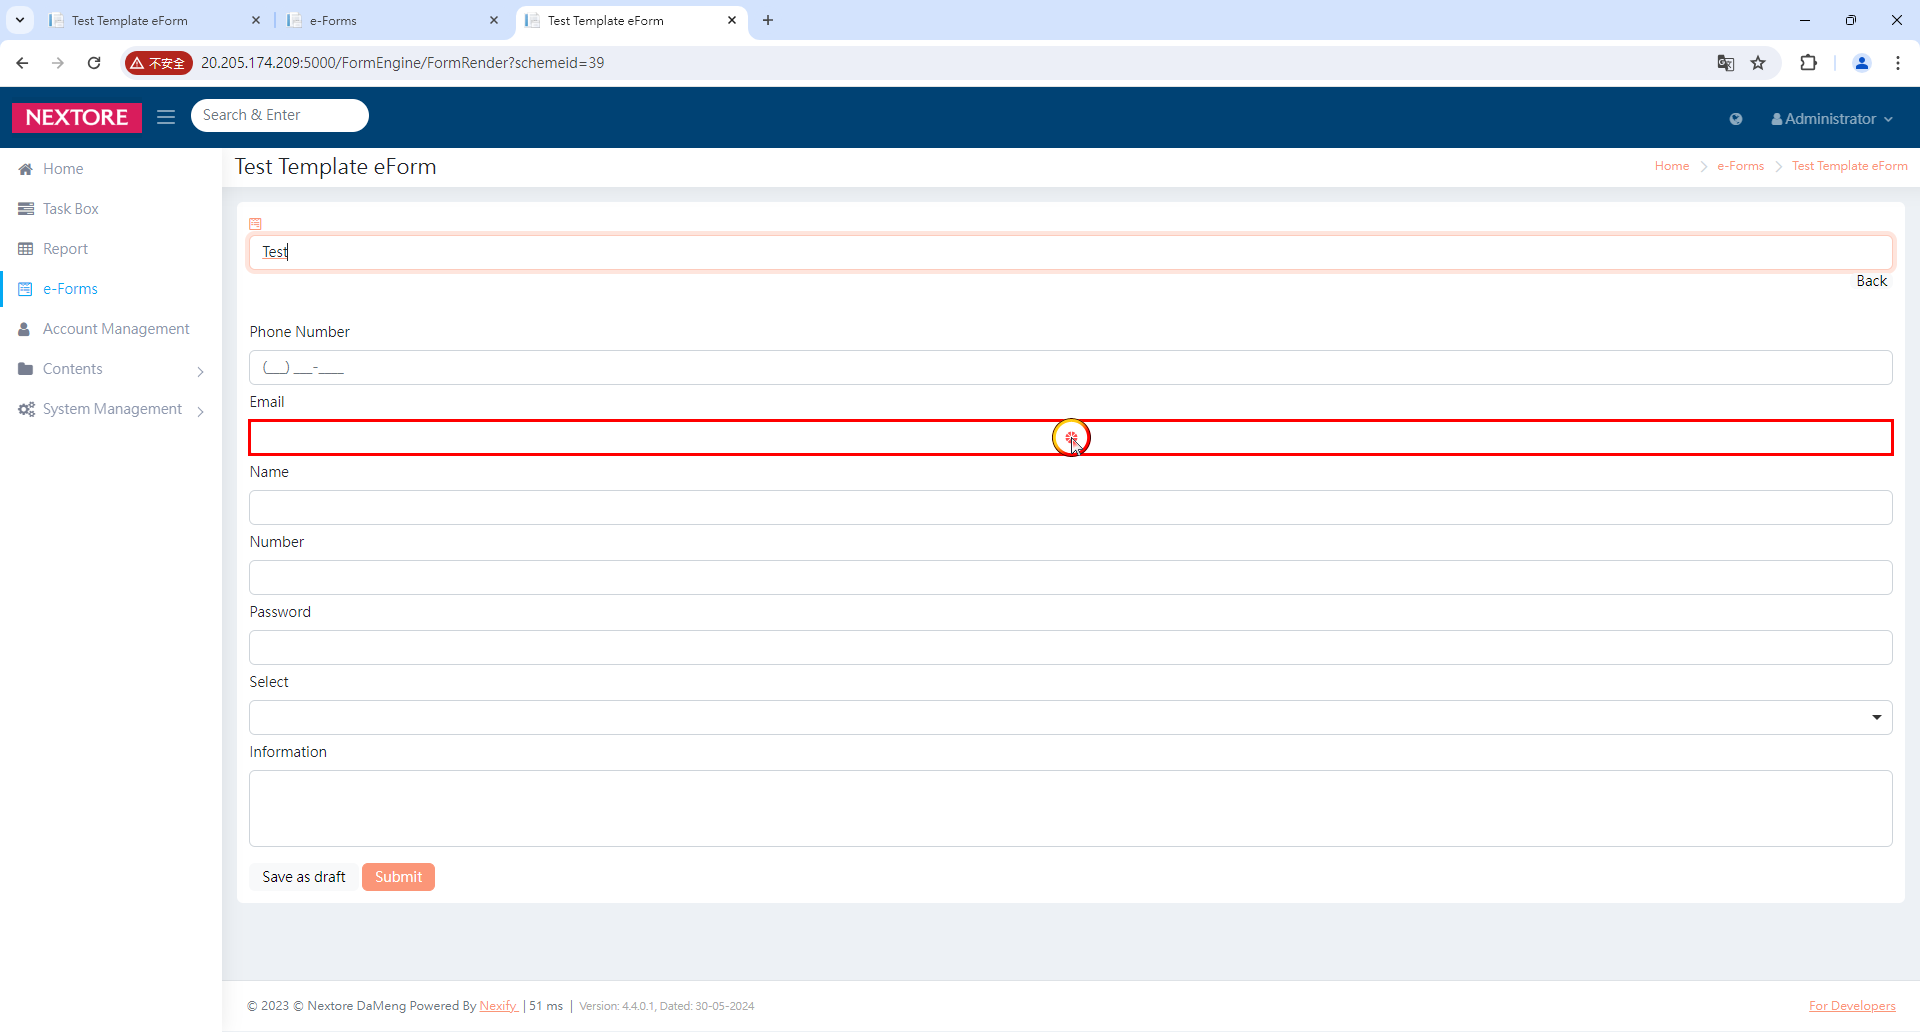 Test Template eForm
e-Forms
Test Template eForm
不安全
20.205.174.209:5000/FormEngine/FormRender?schemeid=39
NEXTORE
Search & Enter
Administrator
Home
Task Box
Report
e-Forms
Account Management
Contents
System Management
Test Template eForm
Home
e-Forms
Test Template eForm
Test
Back
Phone Number
(___) ___-____
Email
Name
Number
Password
Select
Information
Save as draft
Submit
© 2023 © Nextore DaMeng Powered By Nexify | 51 ms | Version: 4.4.0.1, Dated: 30-05-2024
For Developers